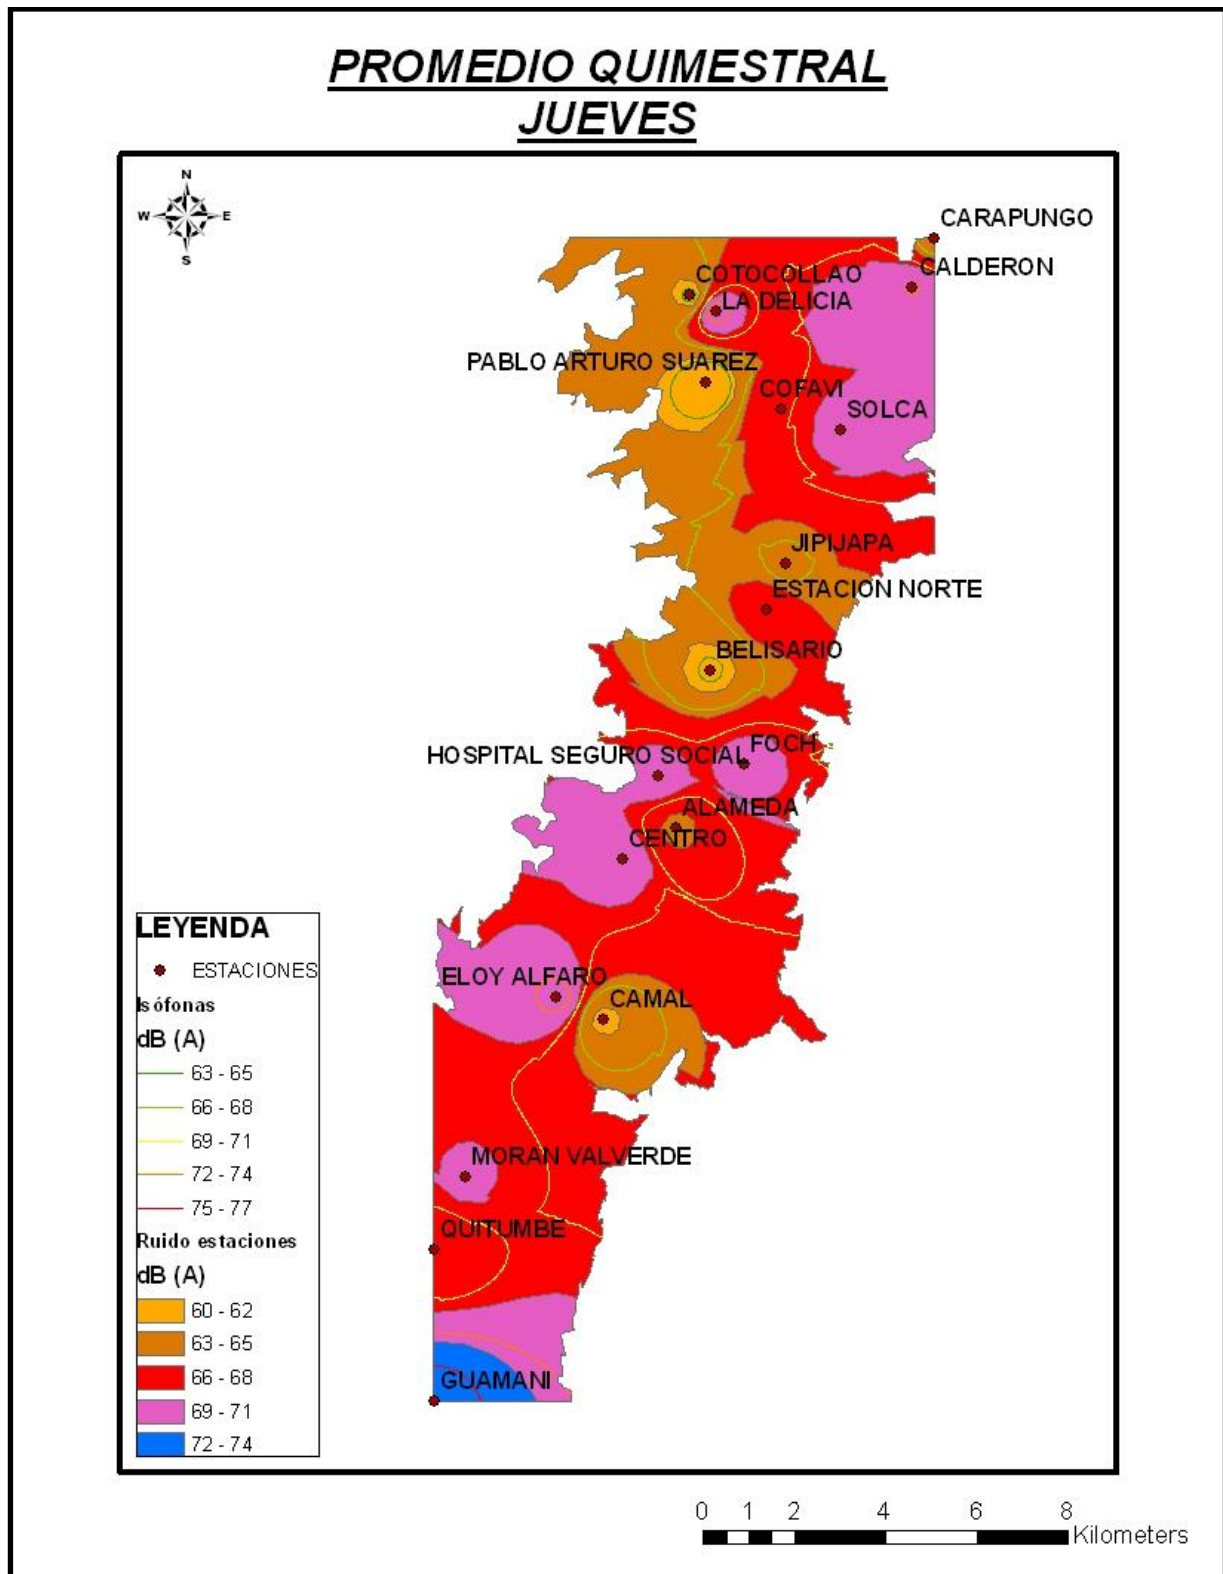 PROMEDIO QUIMESTRAL
JUEVES
N
W E
S
CARAPUNGO
CALDERON
COTOCOLLAO
LA DELICIA
PABLO ARTURO SUAREZ
COFAVI
SOLCA
JIPIJAPA
ESTACION NORTE
BELISARIO
HOSPITAL SEGURO SOCIAL
FOCH
ALAMEDA
CENTRO
ELOY ALFARO
CAMAL
MORAN VALVERDE
QUITUMBE
GUAMANI
LEYENDA
ESTACIONES
Isófonas
dB (A)
63 - 65
66 - 68
69 - 71
72 - 74
75 - 77
Ruido estaciones
dB (A)
60 - 62
63 - 65
66 - 68
69 - 71
72 - 74
0 1 2 4 6 8
Kilometers